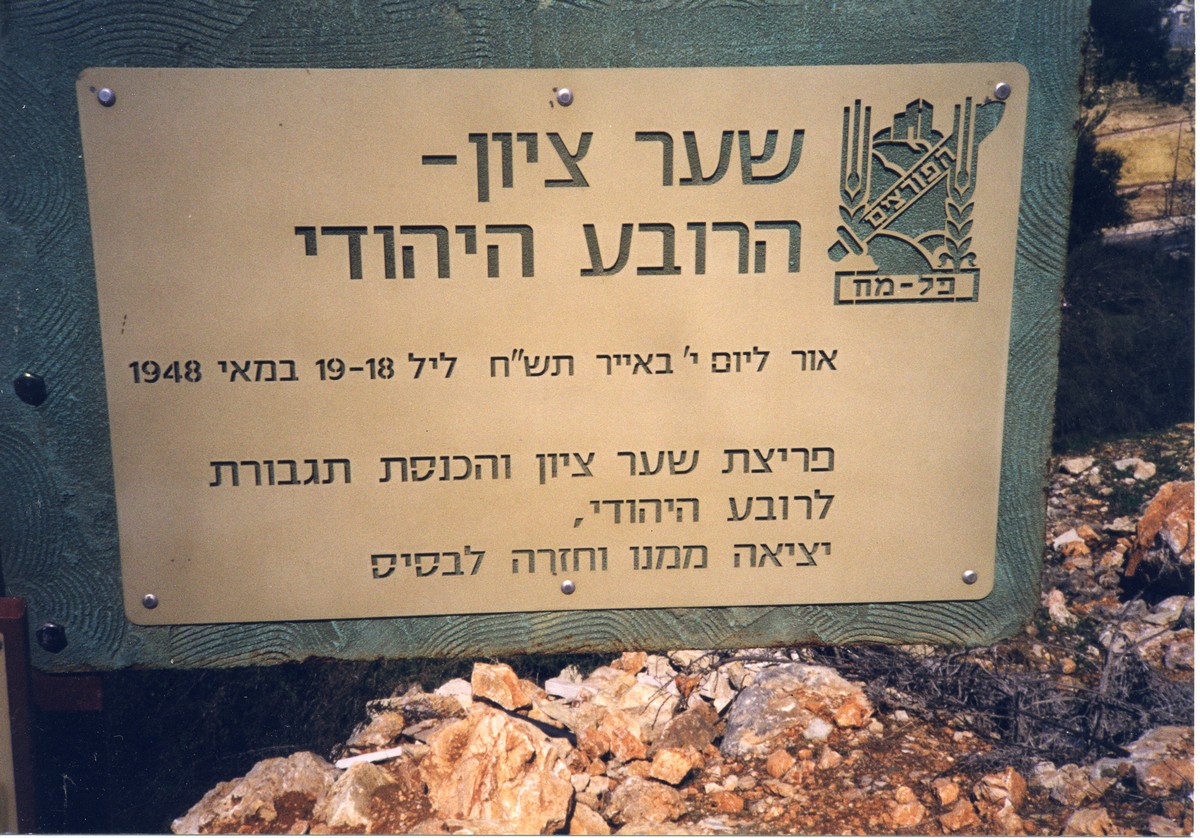 שער ציון-
הרובע היהודי
הפורצים
פל-מח
אור ליום י' באייר תש"ח ליל 19-18 במאי 1948
פריצת שער ציון והכנסת תגבורת
לרובע היהודי,
יציאה ממנו וחזרה לבסיס